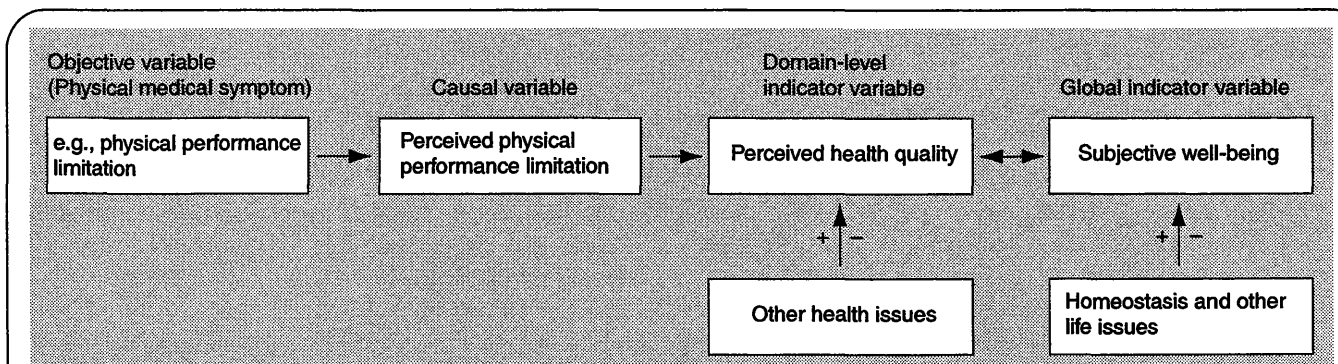 Objective variable
(Physical medical symptom)
Causal variable
Domain-level
indicator variable
Global indicator variable
e.g., physical performance
limitation
Perceived physical
performance limitation
Perceived health quality
Subjective well-being
+ −
+ −
Other health issues
Homeostasis and other
life issues